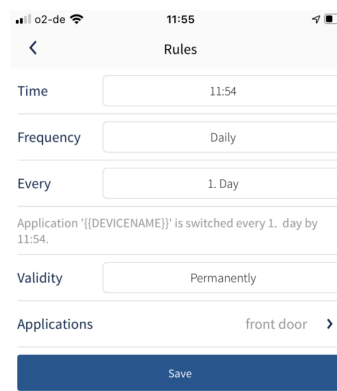 o2-de 11:55
Rules
Time 11:54
Frequency Daily
Every 1. Day
Application '{{DEVICENAME}}' is switched every 1. day by
11:54.
Validity Permanently
Applications front door
Save